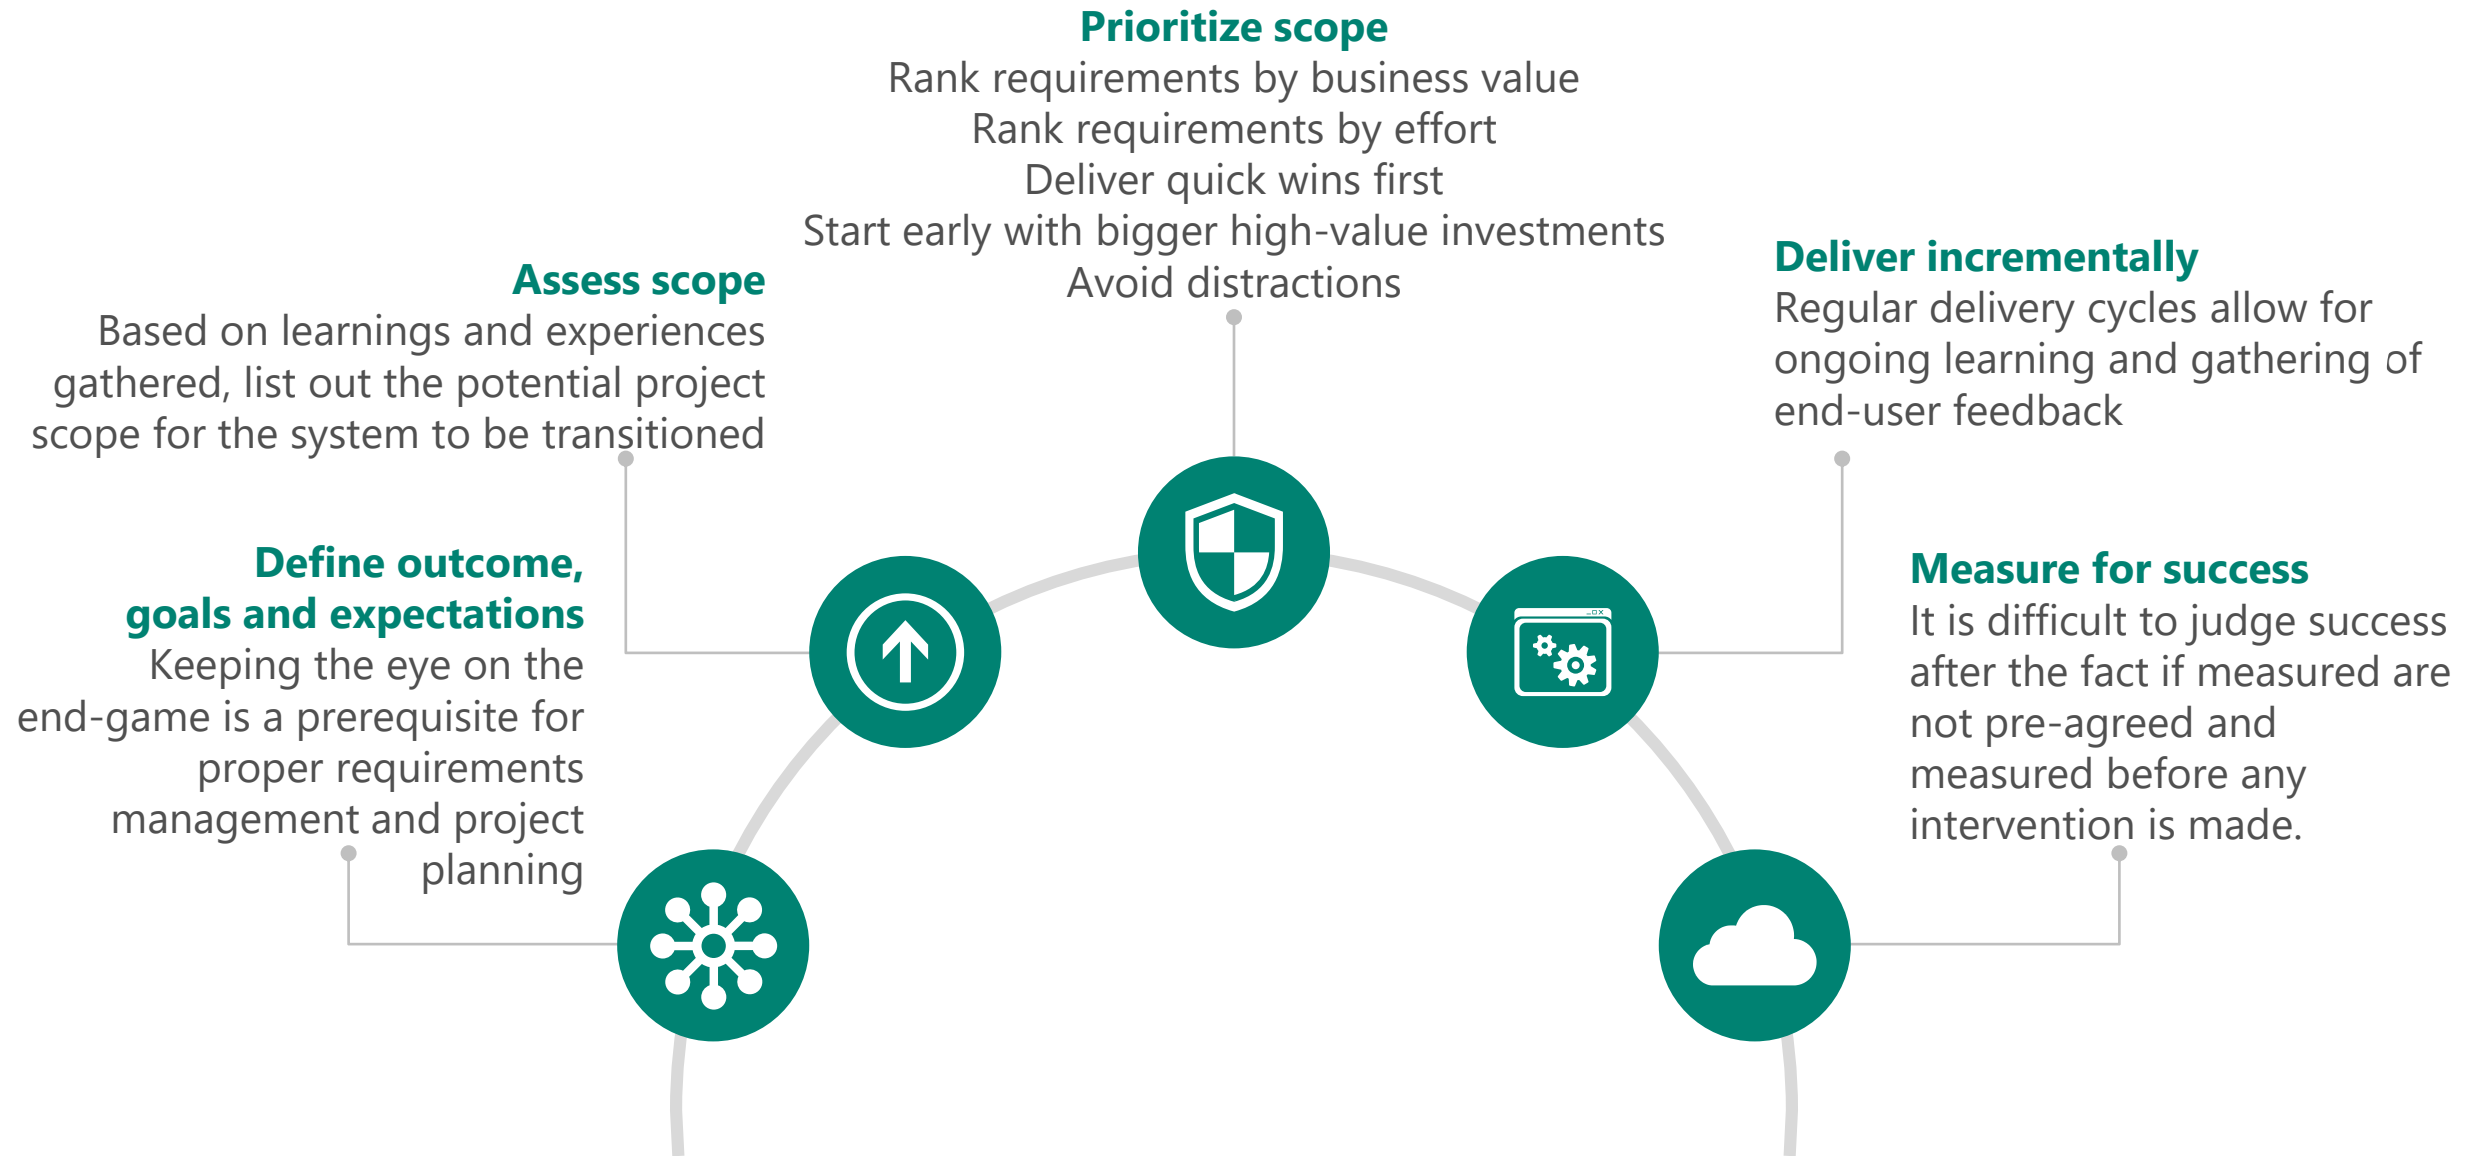 Prioritize scope
Rank requirements by business value
Rank requirements by effort
Deliver quick wins first
Start early with bigger high-value investments
Avoid distractions
Assess scope
Based on learnings and experiences
gathered, list out the potential project
scope for the system to be transitioned
Deliver incrementally
Regular delivery cycles allow for
ongoing learning and gathering of
end-user feedback
Define outcome,
goals and expectations
Keeping the eye on the
end-game is a prerequisite for
proper requirements
management and project
planning
Measure for success
It is difficult to judge success
after the fact if measured are
not pre-agreed and
measured before any
intervention is made.